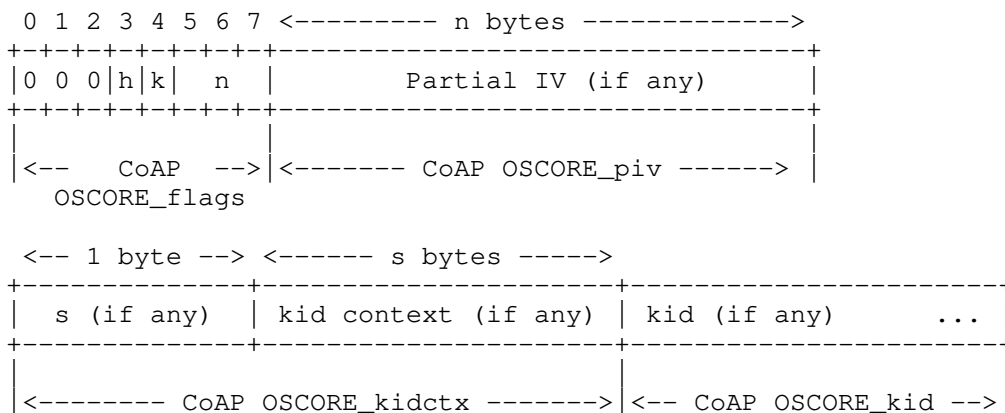 0 1 2 3 4 5 6 7 <--------- n bytes ------------->
+-+-+-+-+-+-+-+-+---------------------------------+
|0 0 0|h|k|  n  |        Partial IV (if any)      |
+-+-+-+-+-+-+-+-+---------------------------------+
|               |                                 |
|<--   CoAP  -->|<------- CoAP OSCORE_piv ------> |
   OSCORE_flags

 <-- 1 byte --> <------ s bytes ----->
+--------------+----------------------+-----------------------
|  s (if any)  | kid context (if any) | kid (if any)      ...
+--------------+----------------------+-----------------------
|                                     |
|<-------- CoAP OSCORE_kidctx ------->|<-- CoAP OSCORE_kid -->